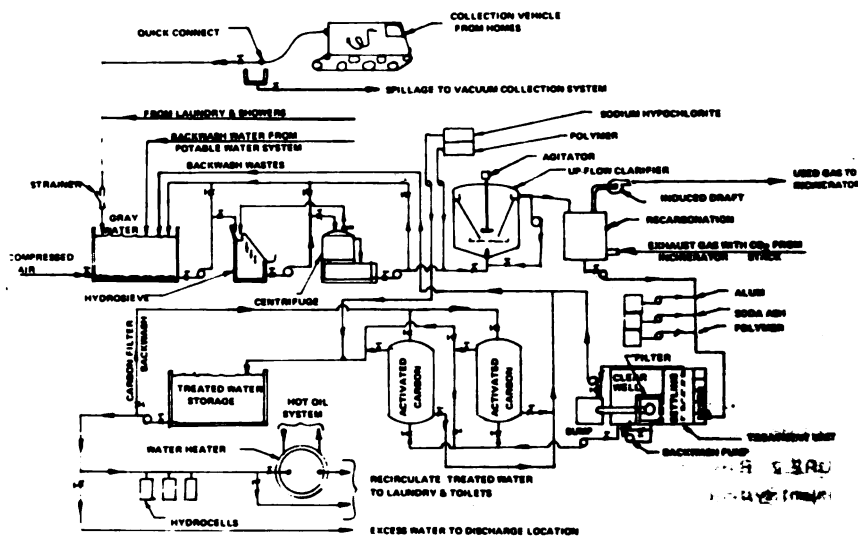 COLLECTION VEHICLE
FROM HOMES
QUICK CONNECT
SPILLAGE TO VACUUM COLLECTION SYSTEM
FROM LAUNDRY & SHOWERS
BACKWASH WATER FROM
POTABLE WATER SYSTEM
BACKWASH WASTES
STRAINER
SODIUM HYPOCHLORITE
POLYMER
AGITATOR
UP-FLOW CLARIFIER
USED GAS TO
INCINERATOR
INDUCED DRAFT
RECARBONATION
EXHAUST GAS WITH CO2 FROM
INCINERATOR STACK
GRAY
WATER
COMPRESSED
AIR
HYDROSIEVE
CENTRIFUGE
ALUM
SODA ASH
POLYMER
CARBON FILTER
BACKWASH
TREATED WATER
STORAGE
ACTIVATED
CARBON
ACTIVATED
CARBON
FILTER
CLEAR
WELL
SUMP
TREATMENT UNIT
BACKWASH PUMP
HOT OIL
SYSTEM
WATER HEATER
RECIRCULATE TREATED WATER
TO LAUNDRY & TOILETS
HYDROCELLS
EXCESS WATER TO DISCHARGE LOCATION